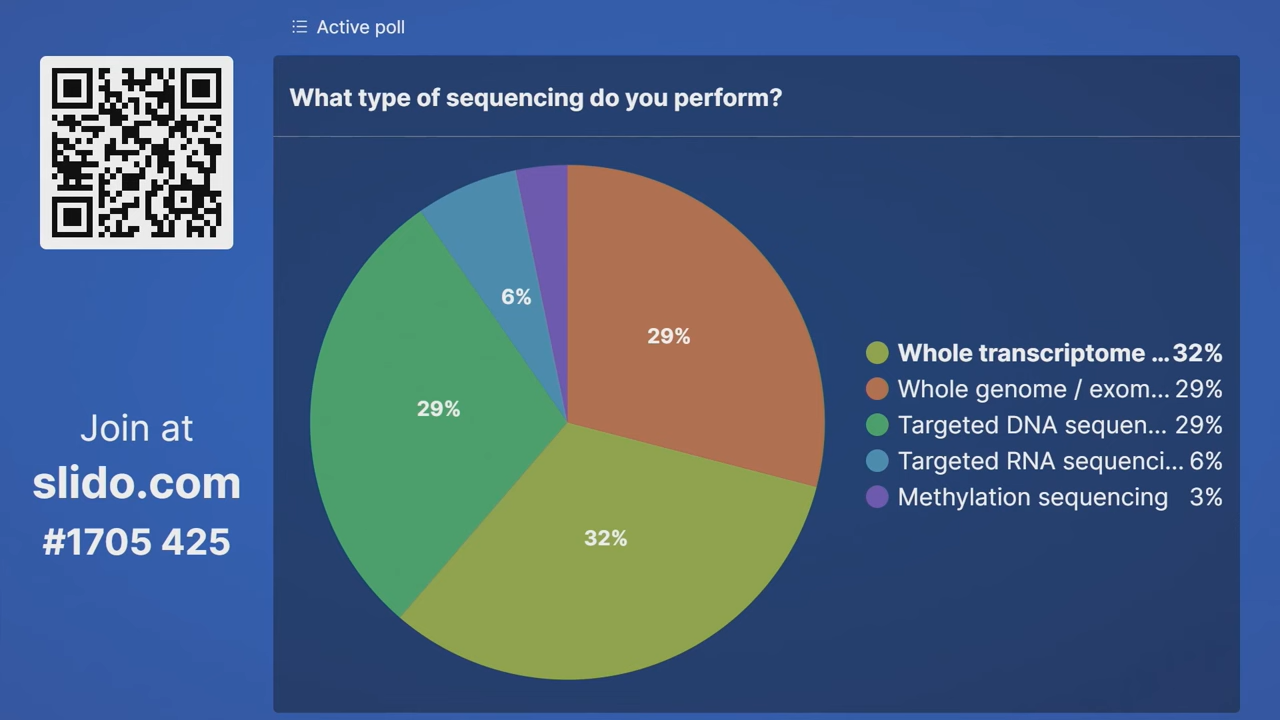 Active poll
What type of sequencing do you perform?
Join at
slido.com
#1705 425
6%
29%
29%
32%
Whole transcriptome ... 32%
Whole genome / exom... 29%
Targeted DNA sequen... 29%
Targeted RNA sequenci... 6%
Methylation sequencing 3%